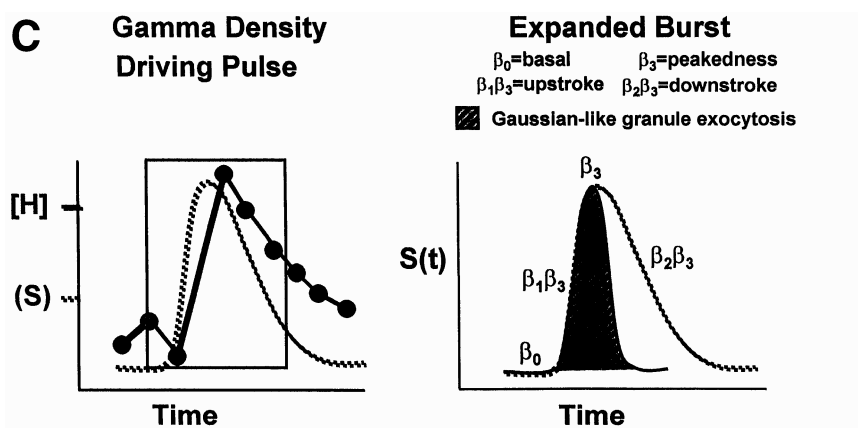 C
Gamma Density
Driving Pulse
[H]
(S)
Time
Expanded Burst
β₀=basal
β₃=peakedness
β₁β₃=upstroke
β₂β₃=downstroke
Gaussian-like granule exocytosis
β₃
S(t)
β₁β₃
β₂β₃
β₀
Time